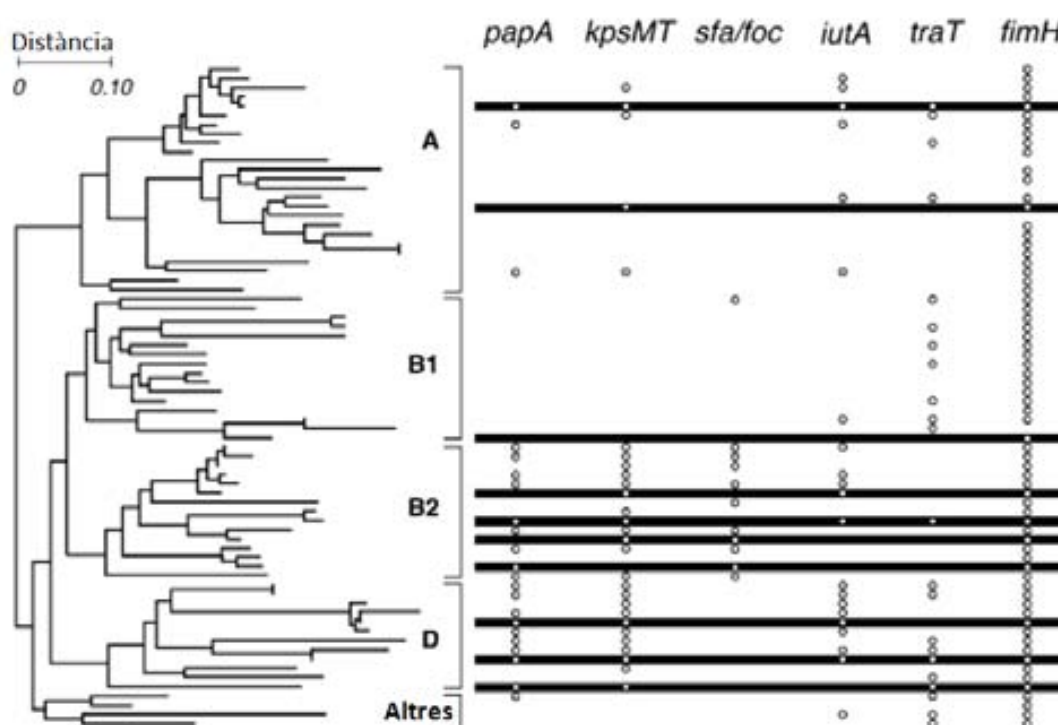 papA kpsMT sfa/foc iutA traT fimH
Distància
0 0.10
A
B1
B2
D
Altres